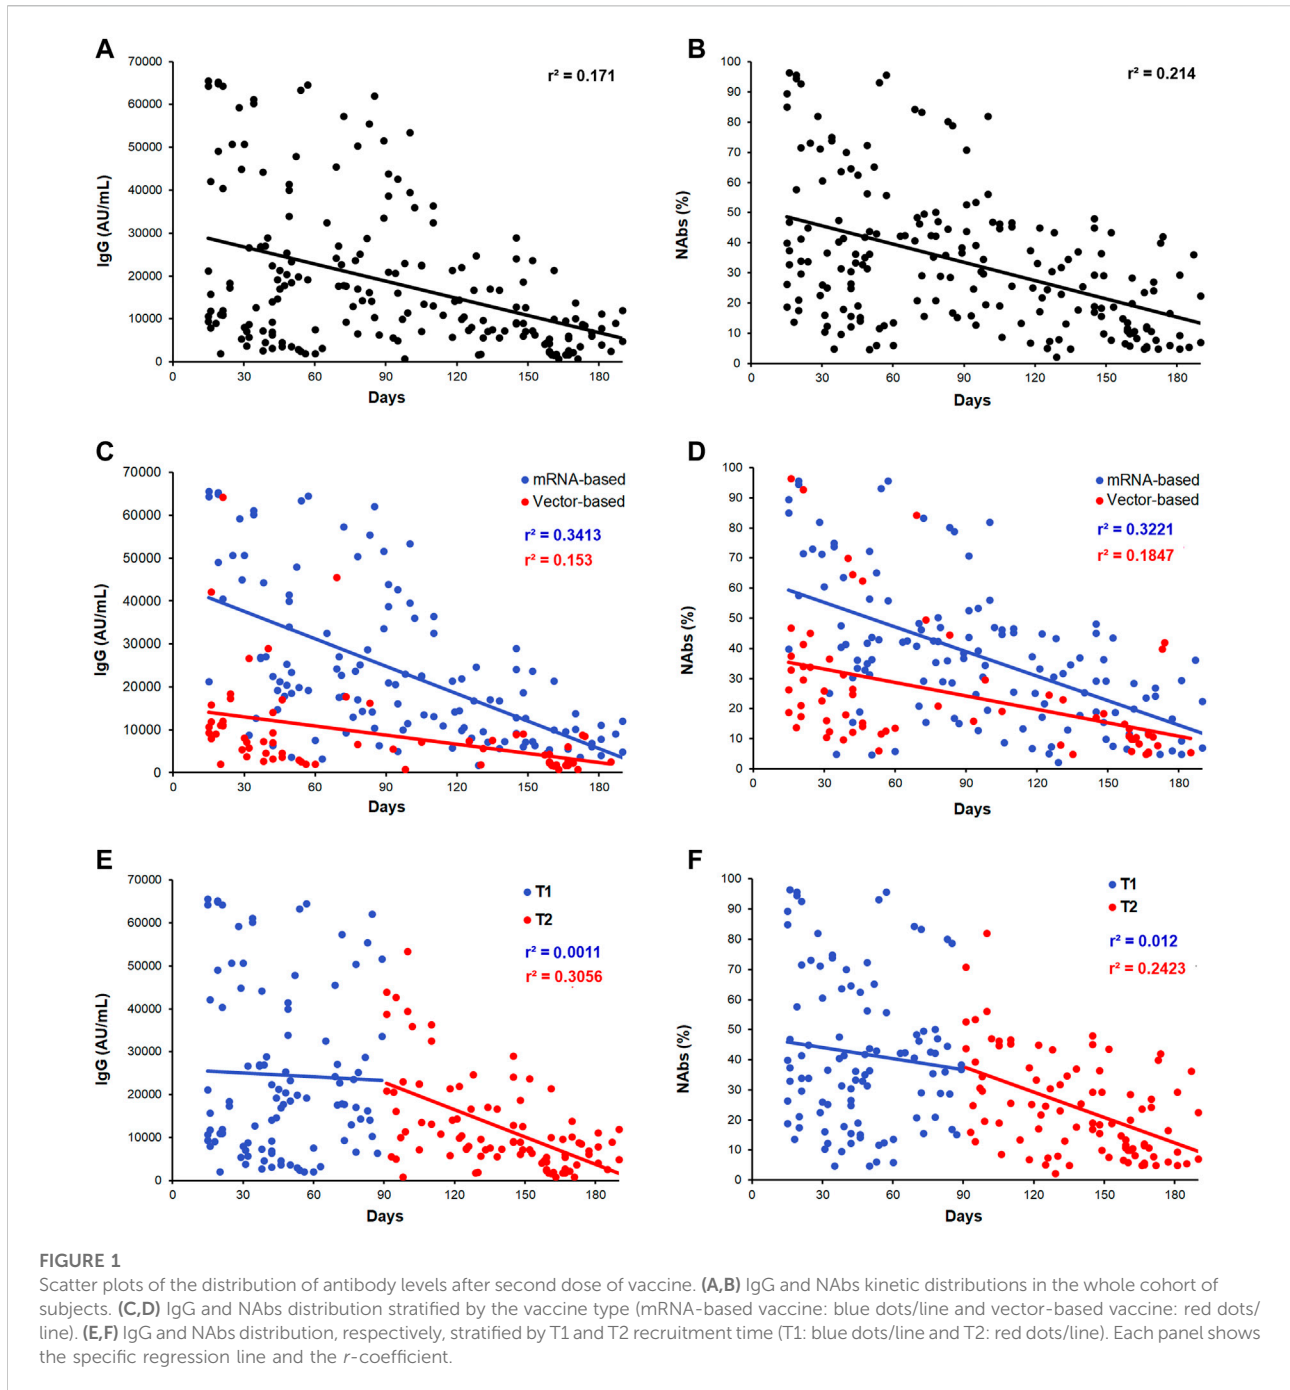 A
r² = 0.171
70000
60000
50000
40000
30000
20000
10000
0
IgG (AU/mL)
0 30 60 90 120 150 180
Days
B
r² = 0.214
100
90
80
70
60
50
40
30
20
10
0
NAbs (%)
0 30 60 90 120 150 180
Days
C
mRNA-based
Vector-based
r² = 0.3413
r² = 0.153
70000
60000
50000
40000
30000
20000
10000
0
IgG (AU/mL)
0 30 60 90 120 150 180
Days
D
mRNA-based
Vector-based
r² = 0.3221
r² = 0.1847
100
90
80
70
60
50
40
30
20
10
0
NAbs (%)
0 30 60 90 120 150 180
Days
E
T1
T2
r² = 0.0011
r² = 0.3056
70000
60000
50000
40000
30000
20000
10000
0
IgG (AU/mL)
0 30 60 90 120 150 180
Days
F
T1
T2
r² = 0.012
r² = 0.2423
100
90
80
70
60
50
40
30
20
10
0
NAbs (%)
0 30 60 90 120 150 180
Days
FIGURE 1
Scatter plots of the distribution of antibody levels after second dose of vaccine. (A,B) IgG and NAbs kinetic distributions in the whole cohort of
subjects. (C,D) IgG and NAbs distribution stratified by the vaccine type (mRNA-based vaccine: blue dots/line and vector-based vaccine: red dots/
line). (E,F) IgG and NAbs distribution, respectively, stratified by T1 and T2 recruitment time (T1: blue dots/line and T2: red dots/line). Each panel shows
the specific regression line and the r-coefficient.